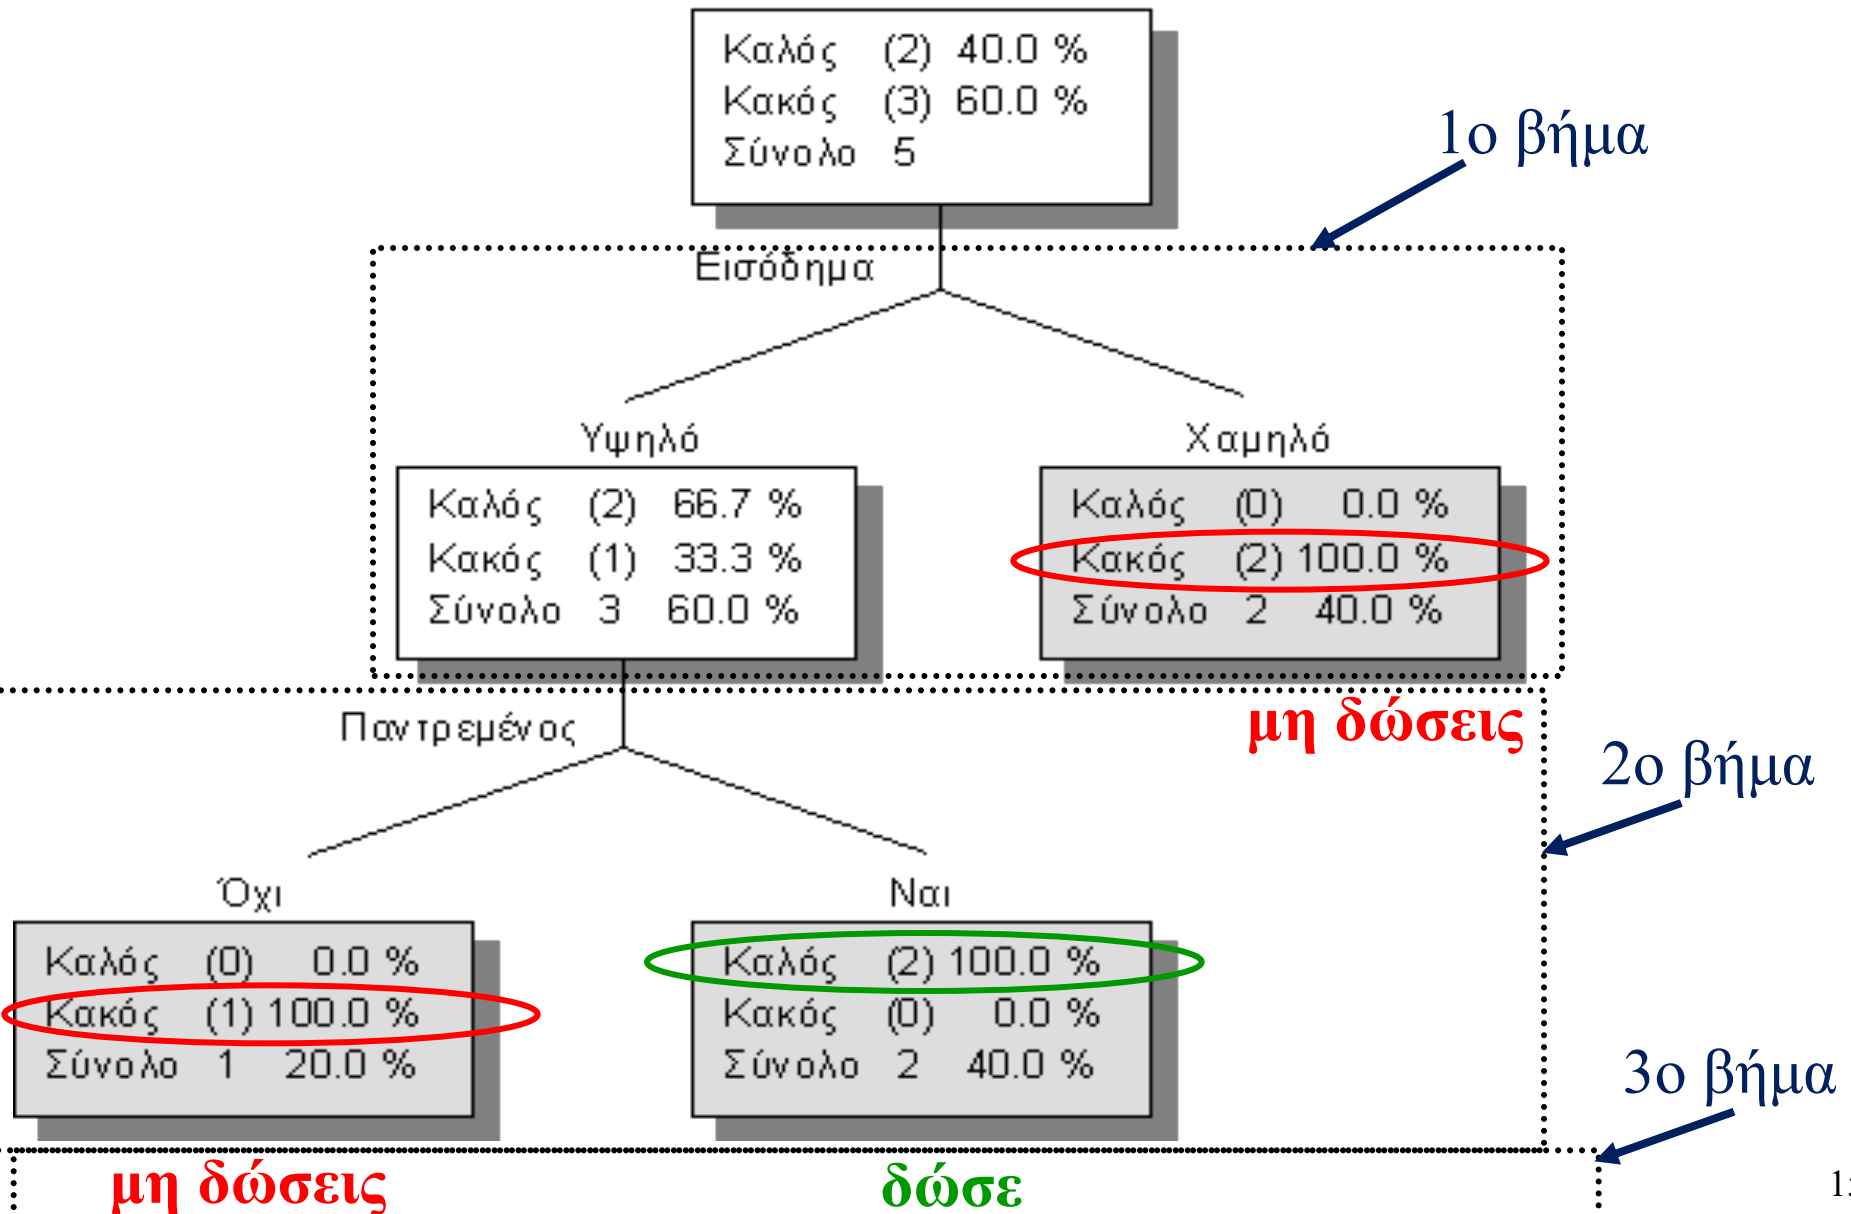 Καλός (2) 40.0 %
Κακός (3) 60.0 %
Σύνολο 5
1ο βήμα
Εισόδημα
Υψηλό
Χαμηλό
Καλός (2) 66.7 %
Κακός (1) 33.3 %
Σύνολο 3 60.0 %
Καλός (0) 0.0 %
Κακός (2) 100.0 %
Σύνολο 2 40.0 %
μη δώσεις
Παντρεμένος
2ο βήμα
Όχι
Ναι
Καλός (0) 0.0 %
Κακός (1) 100.0 %
Σύνολο 1 20.0 %
Καλός (2) 100.0 %
Κακός (0) 0.0 %
Σύνολο 2 40.0 %
3ο βήμα
μη δώσεις
δώσε